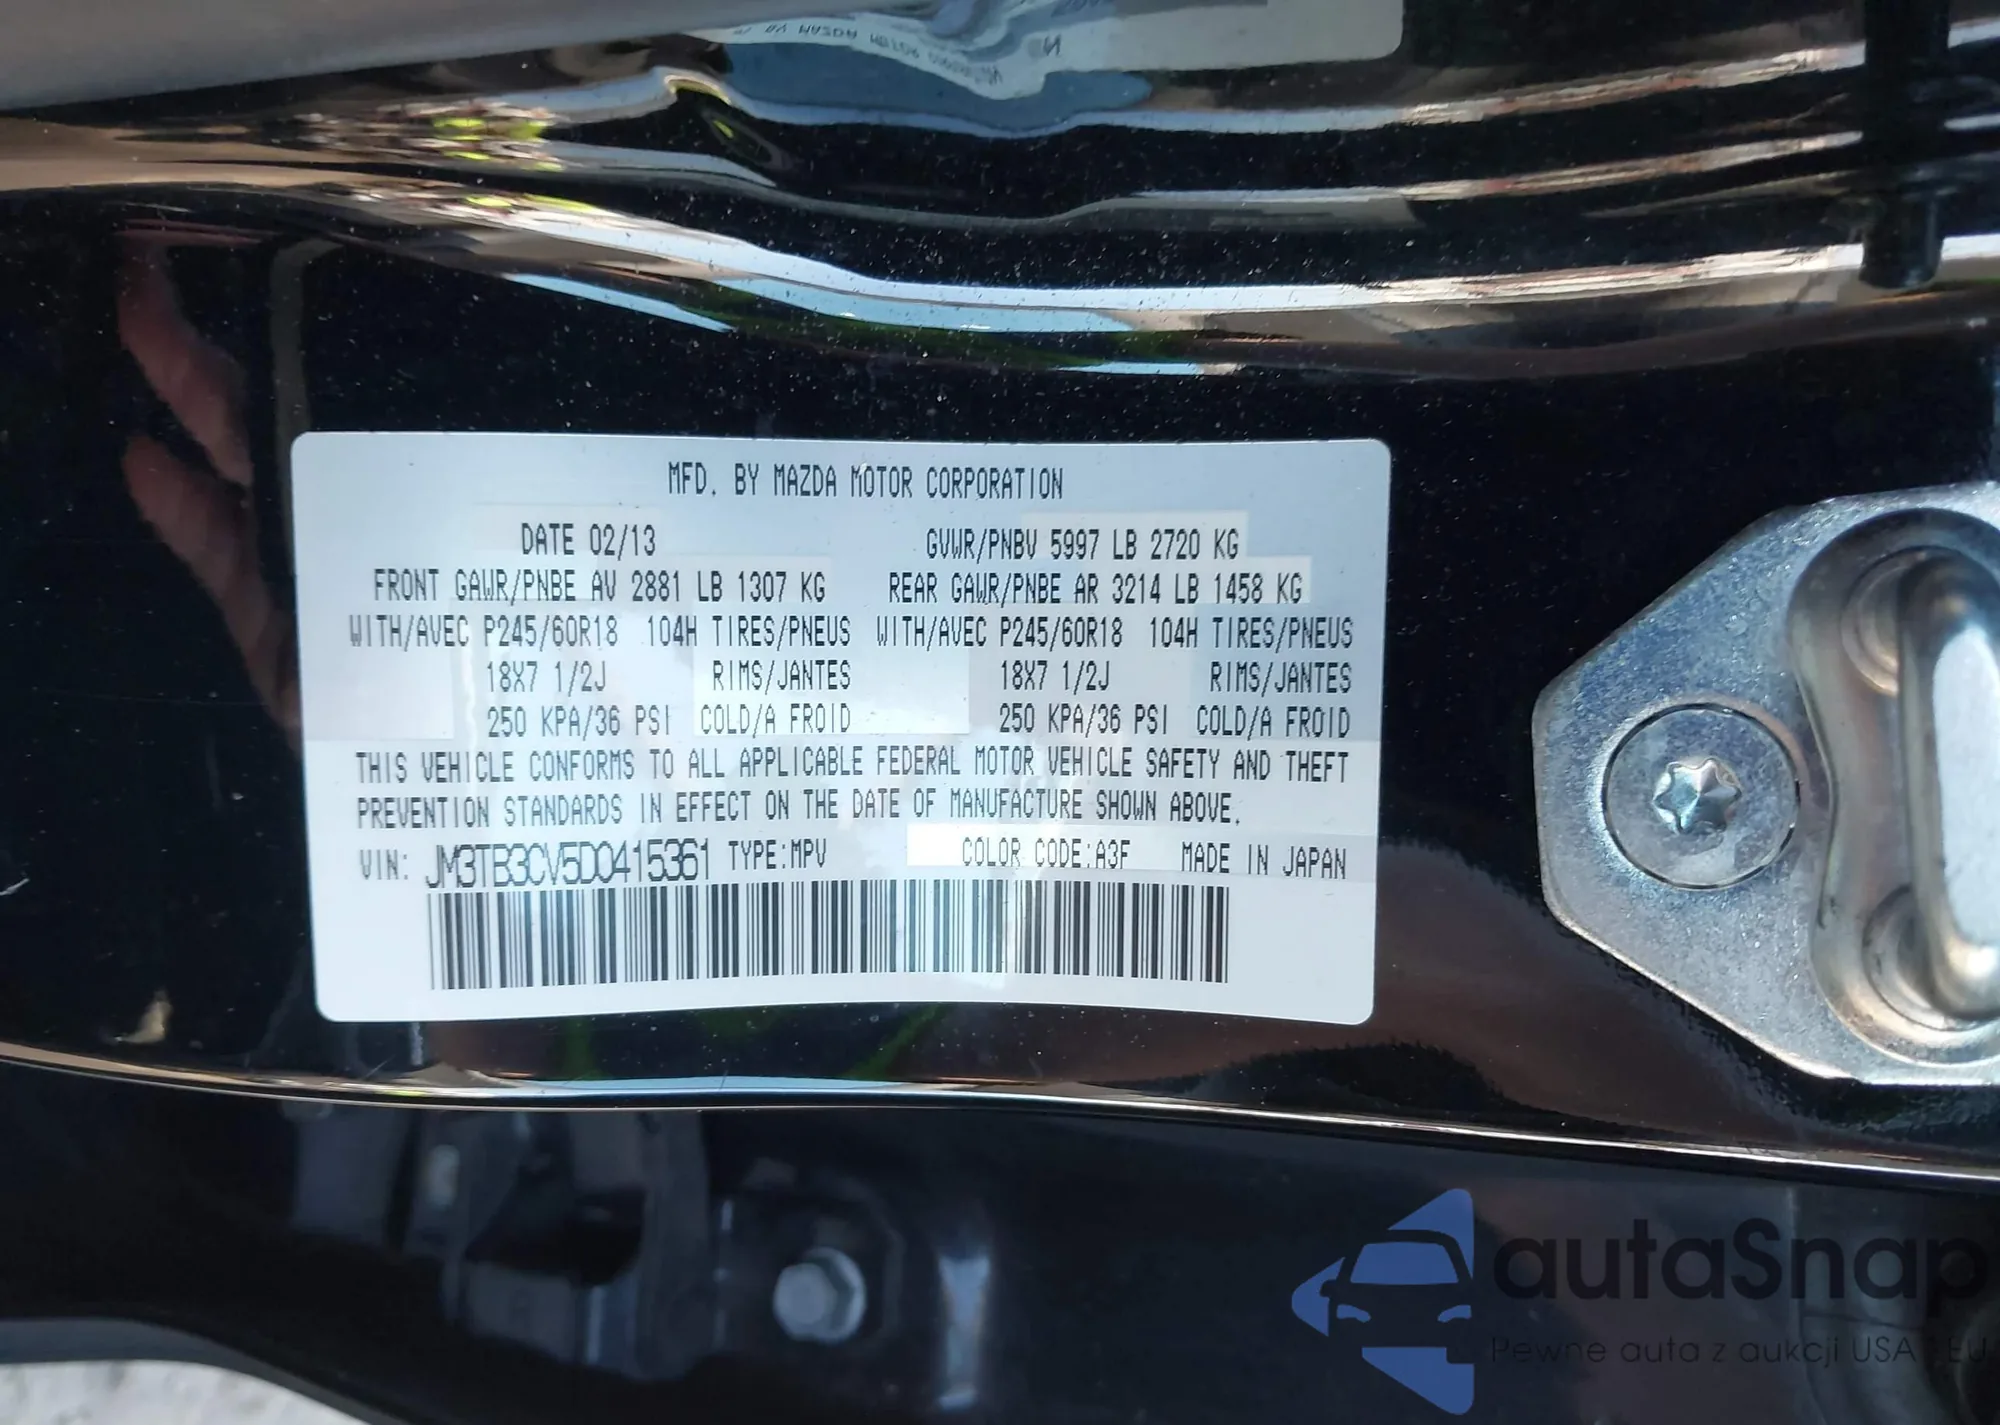 MFD. BY MAZDA MOTOR CORPORATION
DATE 02/13 GVWR/PNBV 5997 LB 2720 KG
FRONT GAWR/PNBE AV 2881 LB 1307 KG REAR GAWR/PNBE AR 3214 LB 1458 KG
WITH/AVEC P245/60R18 104H TIRES/PNEUS WITH/AVEC P245/60R18 104H TIRES/PNEUS
18X7 1/2J RIMS/JANTES 18X7 1/2J RIMS/JANTES
250 KPA/36 PSI COLD/A FROID 250 KPA/36 PSI COLD/A FROID
THIS VEHICLE CONFORMS TO ALL APPLICABLE FEDERAL MOTOR VEHICLE SAFETY AND THEFT
PREVENTION STANDARDS IN EFFECT ON THE DATE OF MANUFACTURE SHOWN ABOVE.
VIN: JM3TB3CV5D0415361 TYPE:MPV COLOR CODE:A3F MADE IN JAPAN
autaSnap
Pewne auta z aukcji USA EU